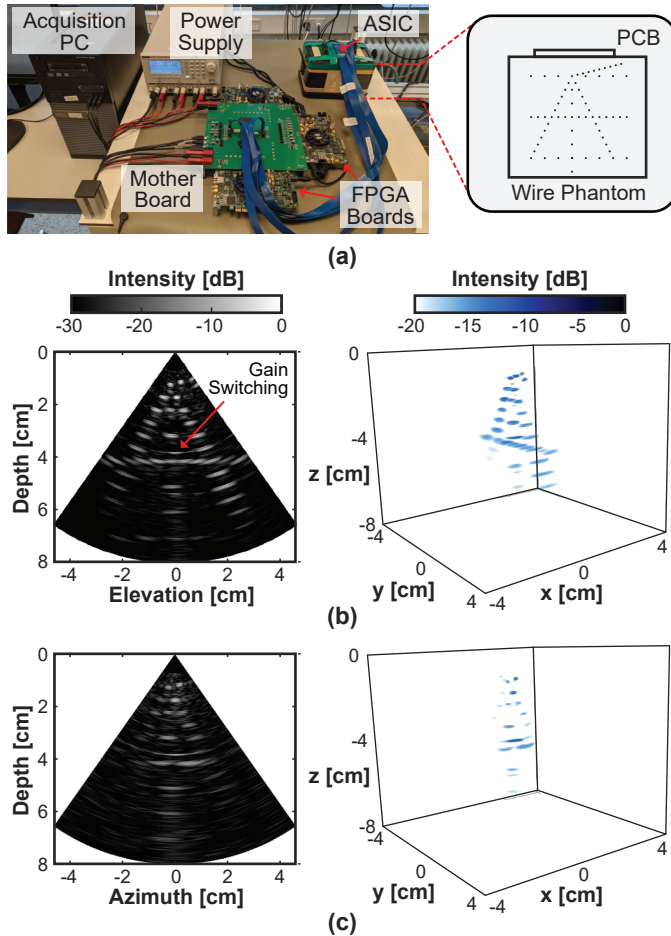 Acquisition
PC
Power
Supply
ASIC
Mother
Board
FPGA
Boards
PCB
Wire Phantom
(a)
Intensity [dB]
-30
-20
-10
0
Gain
Switching
Depth [cm]
0
2
4
6
8
-4
-2
0
2
4
Elevation [cm]
Intensity [dB]
-20
-15
-10
-5
0
0
-4
-8
z [cm]
-4
0
4
y [cm]
-4
0
4
x [cm]
(b)
Depth [cm]
0
2
4
6
8
-4
-2
0
2
4
Azimuth [cm]
0
-4
-8
z [cm]
-4
0
4
y [cm]
-4
0
4
x [cm]
(c)